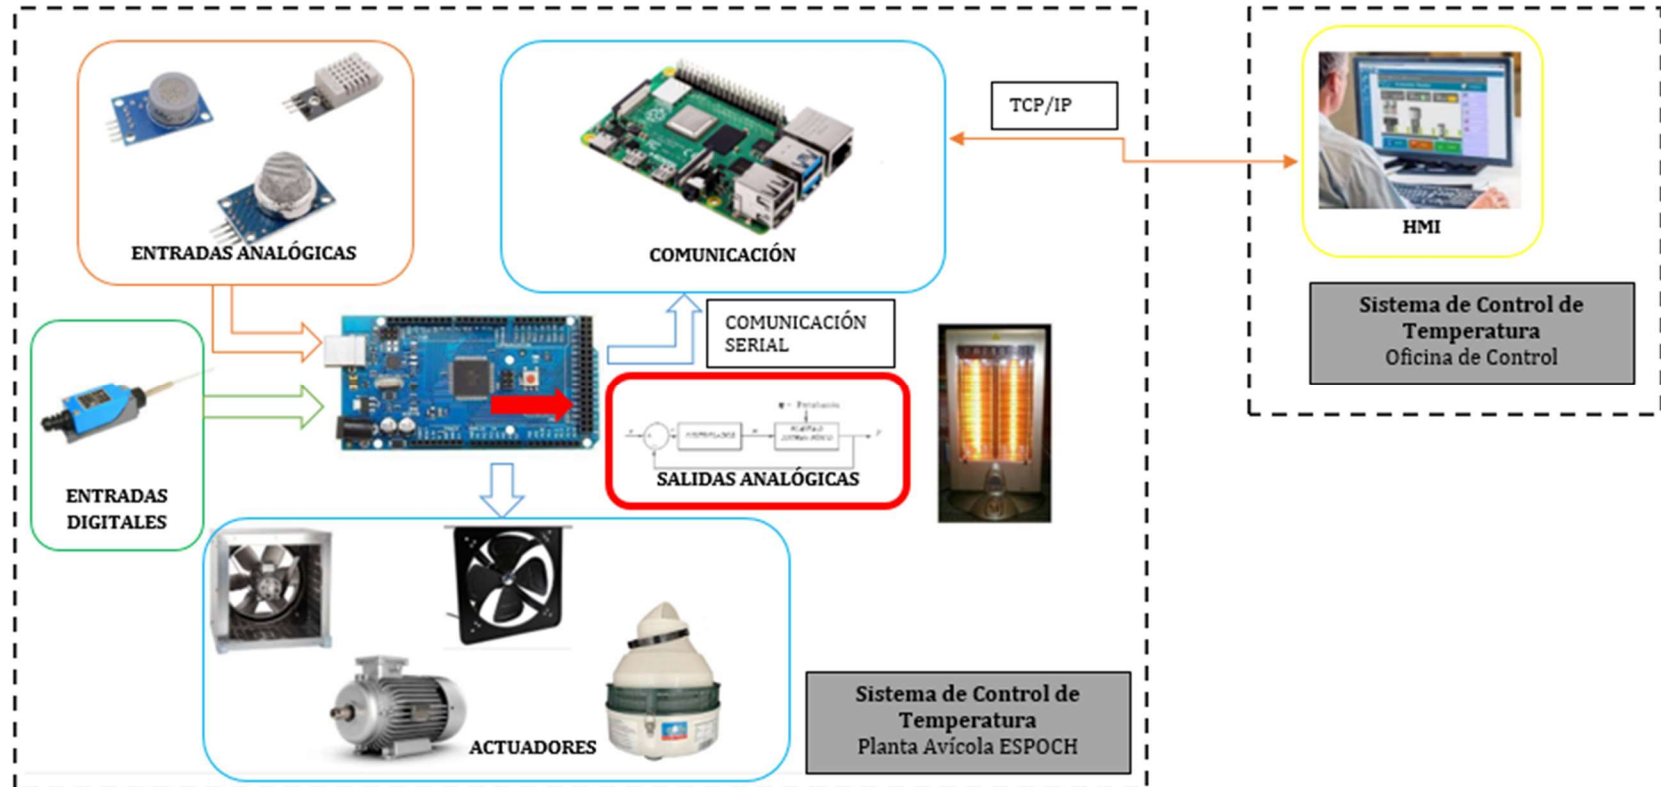 ENTRADAS ANALÓGICAS
COMUNICACIÓN
TCP/IP
HMI
Sistema de Control de
Temperatura
Oficina de Control
COMUNICACIÓN
SERIAL
ENTRADAS
DIGITALES
SALIDAS ANALÓGICAS
ACTUADORES
Sistema de Control de
Temperatura
Planta Avícola ESPOCH